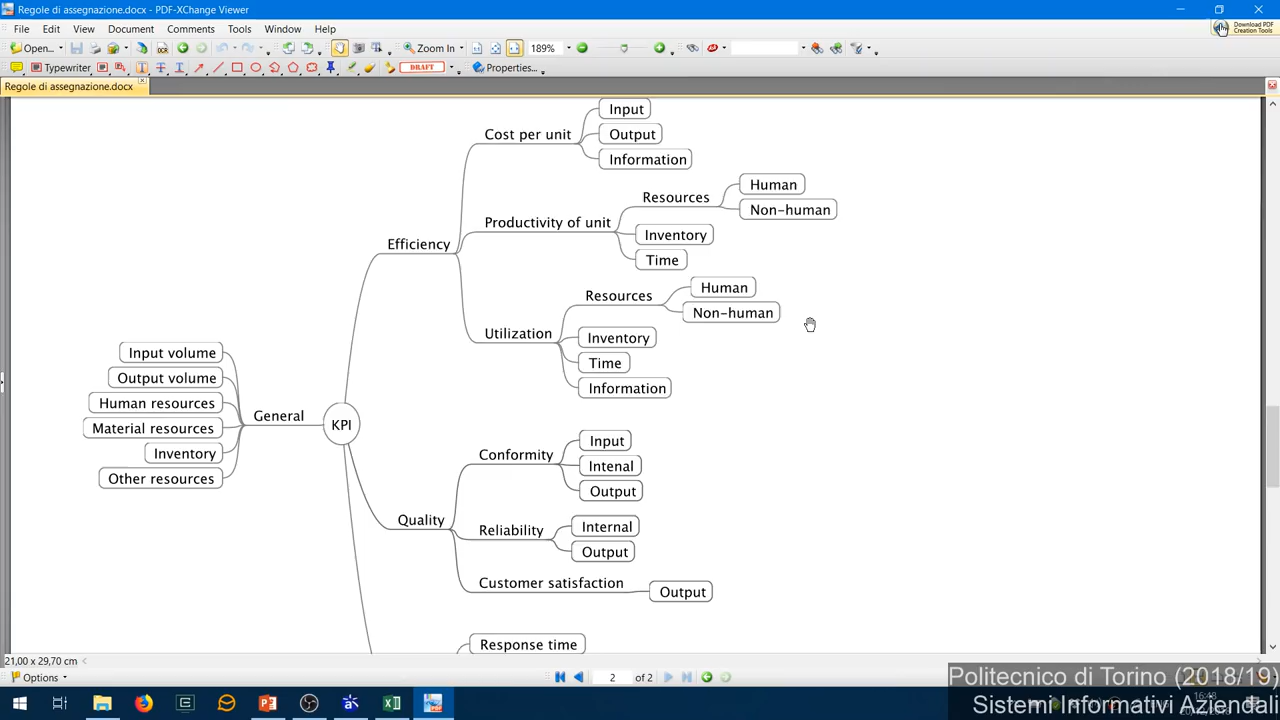 Regole di assegnazione.docx - PDF-XChange Viewer
File Edit View Document Comments Tools Window Help
Download PDF
Creation Tools
Open...
Zoom In
189%
Typewriter
DRAFT
Properties...
Regole di assegnazione.docx
Input
Cost per unit
Output
Information
Human
Resources
Non-human
Productivity of unit
Inventory
Efficiency
Time
Human
Resources
Non-human
Utilization
Inventory
Input volume
Time
Output volume
Information
Human resources
General
KPI
Material resources
Input
Inventory
Conformity
Intenal
Other resources
Output
Quality
Internal
Reliability
Output
Customer satisfaction
Output
Response time
21,00 x 29,70 cm
Options
2 of 2
Politecnico di Torino (2018/19)
Sistemi Informativi Aziendali